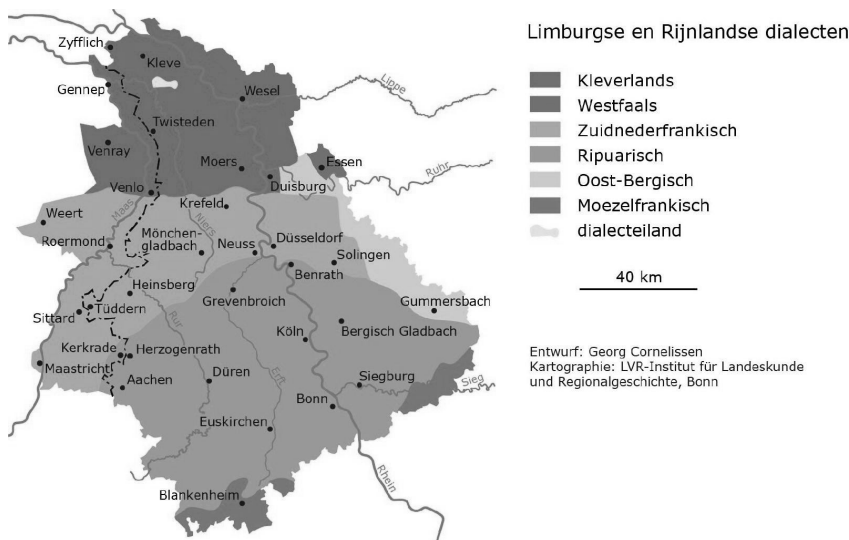 Limburgse en Rijnlandse dialecten
Kleverlands
Westfaals
Zuidnederfrankisch
Ripuarisch
Oost-Bergisch
Moezelfrankisch
dialecteiland
40 km
Entwurf: Georg Cornelissen
Kartographie: LVR-Institut für Landeskunde
und Regionalgeschichte, Bonn
Zyfflich
Kleve
Gennep
Wesel
Lippe
Twisteden
Venray
Moers
Essen
Ruhr
Duisburg
Venlo
Maas
Krefeld
Niers
Weert
Roermond
Mönchen-
gladbach
Neuss
Düsseldorf
Solingen
Benrath
Heinsberg
Grevenbroich
Gummersbach
Tüddern
Sittard
Rur
Köln
Bergisch Gladbach
Kerkrade
Herzogenrath
Maastricht
Aachen
Düren
Erft
Siegburg
Sieg
Bonn
Euskirchen
Rhein
Blankenheim